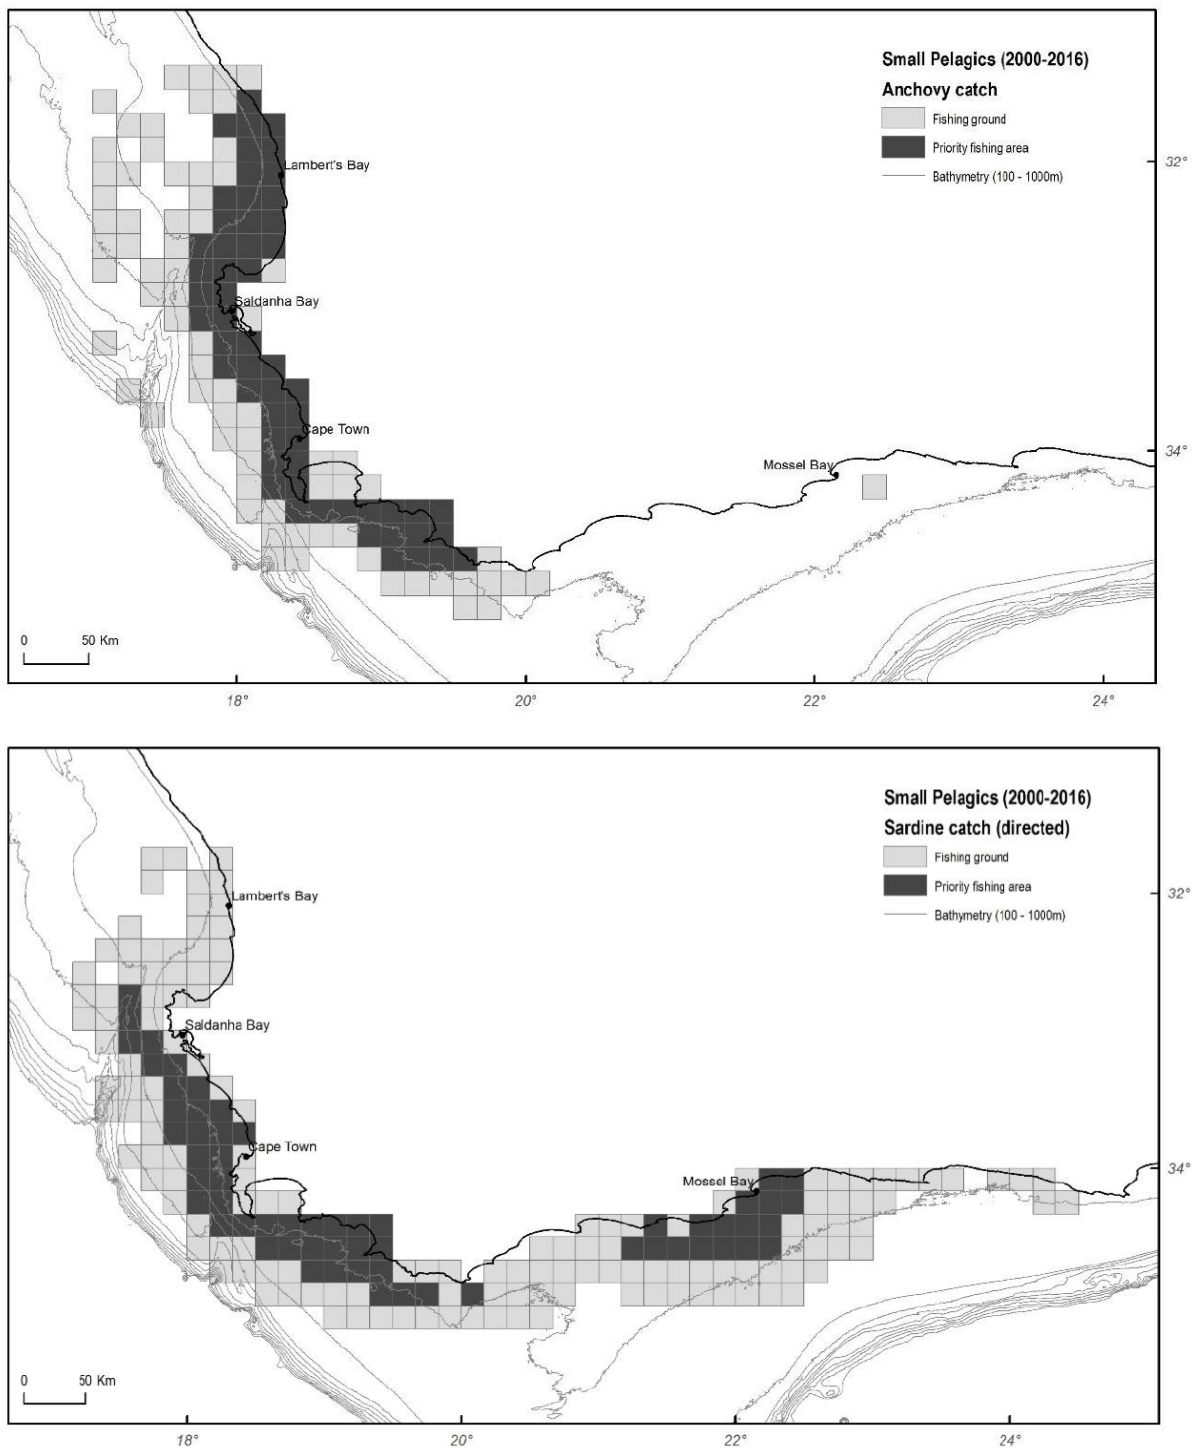 Small Pelagics (2000-2016)
Anchovy catch
Fishing ground
Priority fishing area
Bathymetry (100 - 1000m)
32°
Lambert's Bay
Saldanha Bay
Cape Town
Mossel Bay
34°
0 50 Km
18° 20° 22° 24°
Small Pelagics (2000-2016)
Sardine catch (directed)
Fishing ground
Priority fishing area
Bathymetry (100 - 1000m)
32°
Lambert's Bay
Saldanha Bay
Cape Town
Mossel Bay
34°
0 50 Km
18° 20° 22° 24°